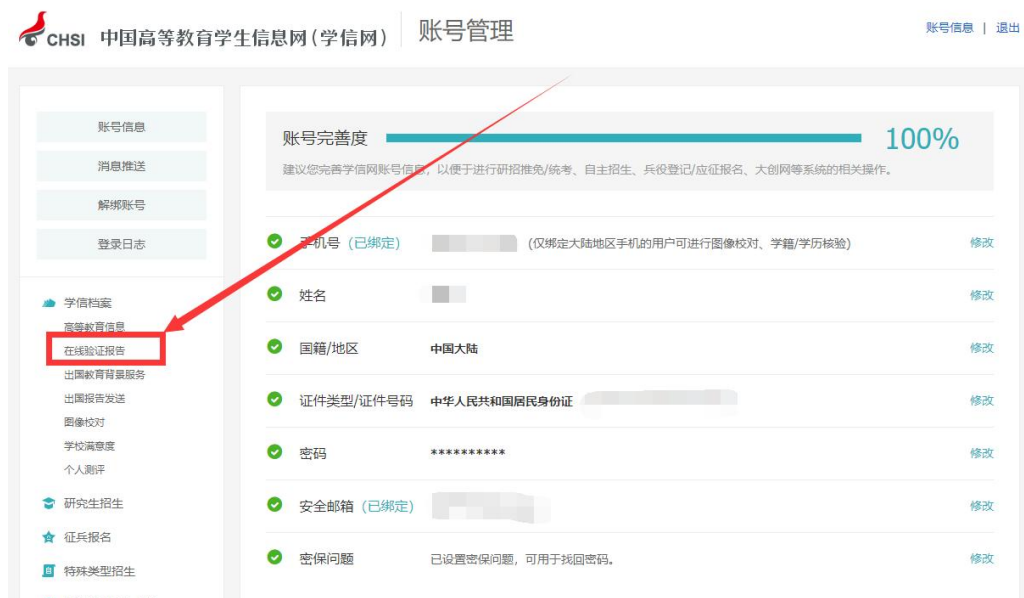 CHSI 中国高等教育学生信息网(学信网) 账号管理
账号信息 | 退出
账号信息
消息推送
解绑账号
登录日志
学信档案
高等教育信息
在线验证报告
出国教育背景服务
出国报告发送
图像校对
学校满意度
个人测评
研究生招生
征兵报名
特殊类型招生
账号完善度 100%
建议您完善学信网账号信息，以便于进行研招推免/统考、自主招生、兵役登记/应征报名、大创网等系统的相关操作。
手机号 (已绑定) (仅绑定大陆地区手机的用户可进行图像校对、学籍/学历核验) 修改
姓名 修改
国籍/地区 中国大陆 修改
证件类型/证件号码 中华人民共和国居民身份证 修改
密码 ********** 修改
安全邮箱 (已绑定) 修改
密保问题 已设置密保问题，可用于找回密码。 修改